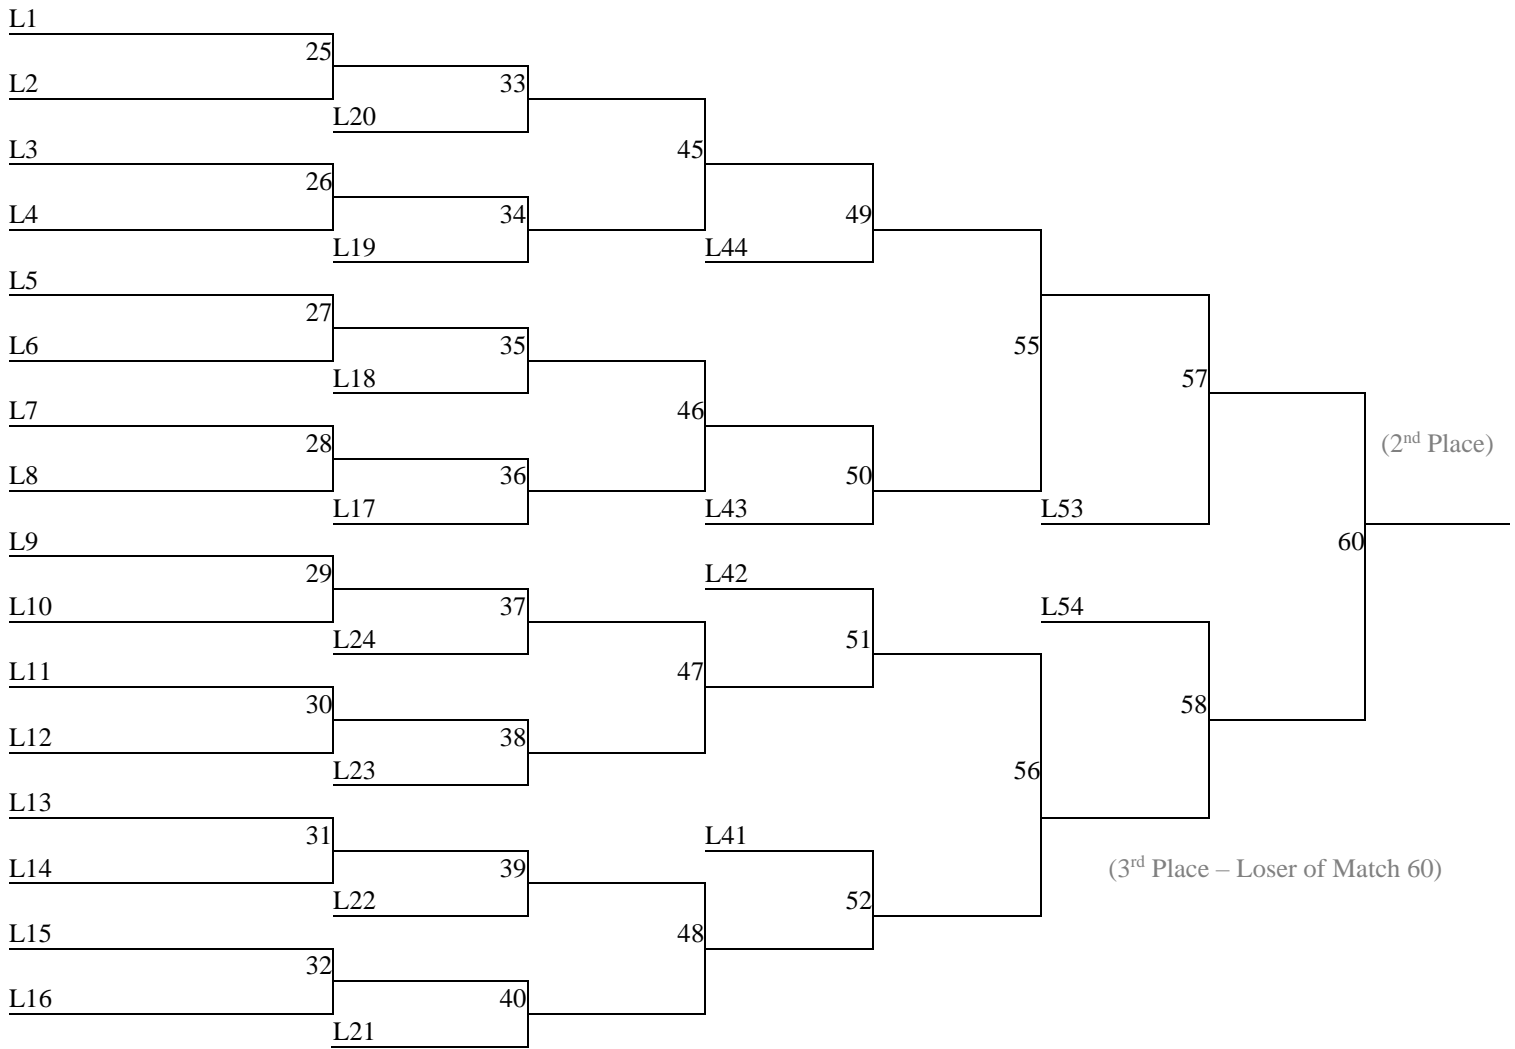 L1
25
L2
33
L20
L3
45
26
L4
34
49
L19
L44
L5
27
L6
35
55
L18
57
L7
46
28
(2nd Place)
L8
36
50
L17
L43
L53
L9
60
29
L42
L10
37
L54
L24
51
L11
47
30
58
L12
38
L23
56
L13
31
L41
L14
39
(3rd Place – Loser of Match 60)
L22
52
L15
48
32
L16
40
L21